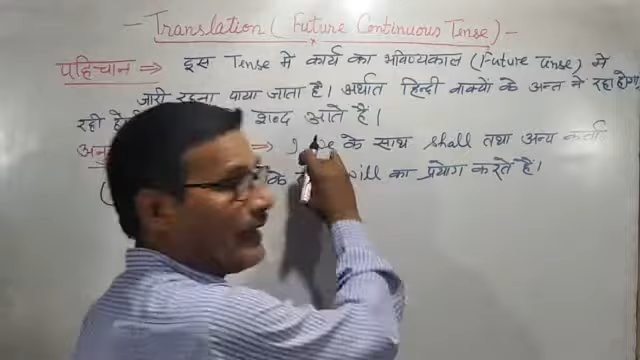 - Translation ( Future Continuous Tense ) -
पहिचान ⇒ इस Tense में कार्य का भविष्यकाल (Future Tense) में
जारी रहना पाया जाता है। अर्थात हिन्दी वाक्यों के अन्त में रहा होगा,
रही शब्द आते हैं।
⇒ के साथ shall तथा अन्य कर्ता
के will का प्रयोग करते हैं।